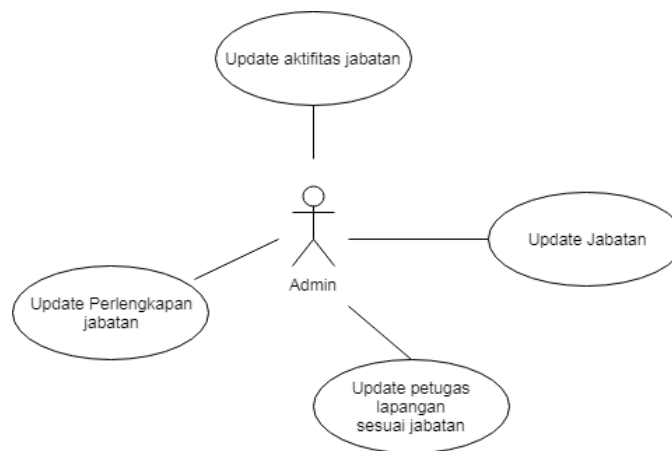 Update aktifitas jabatan
Update Jabatan
Admin
Update Perlengkapan
jabatan
Update petugas
lapangan
sesuai jabatan